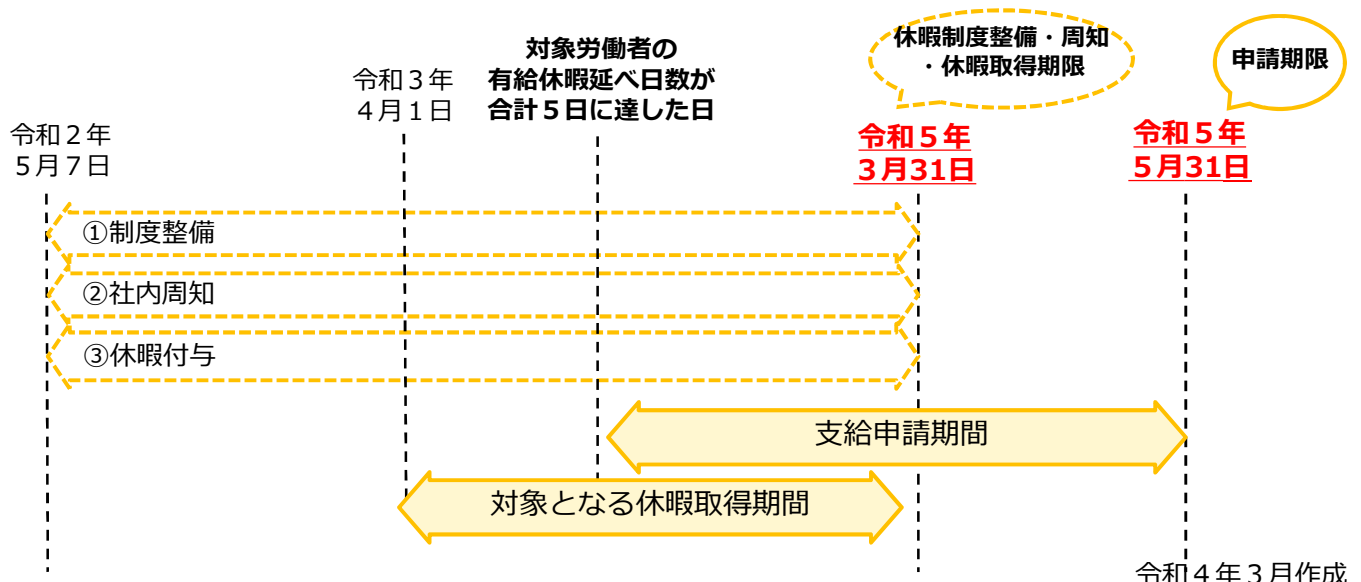 令和２年
５月７日
令和３年
４月１日
対象労働者の
有給休暇延べ日数が
合計５日に達した日
休暇制度整備・周知
・休暇取得期限
令和５年
３月31日
申請期限
令和５年
５月31日
①制度整備
②社内周知
③休暇付与
支給申請期間
対象となる休暇取得期間
令和４年３月作成